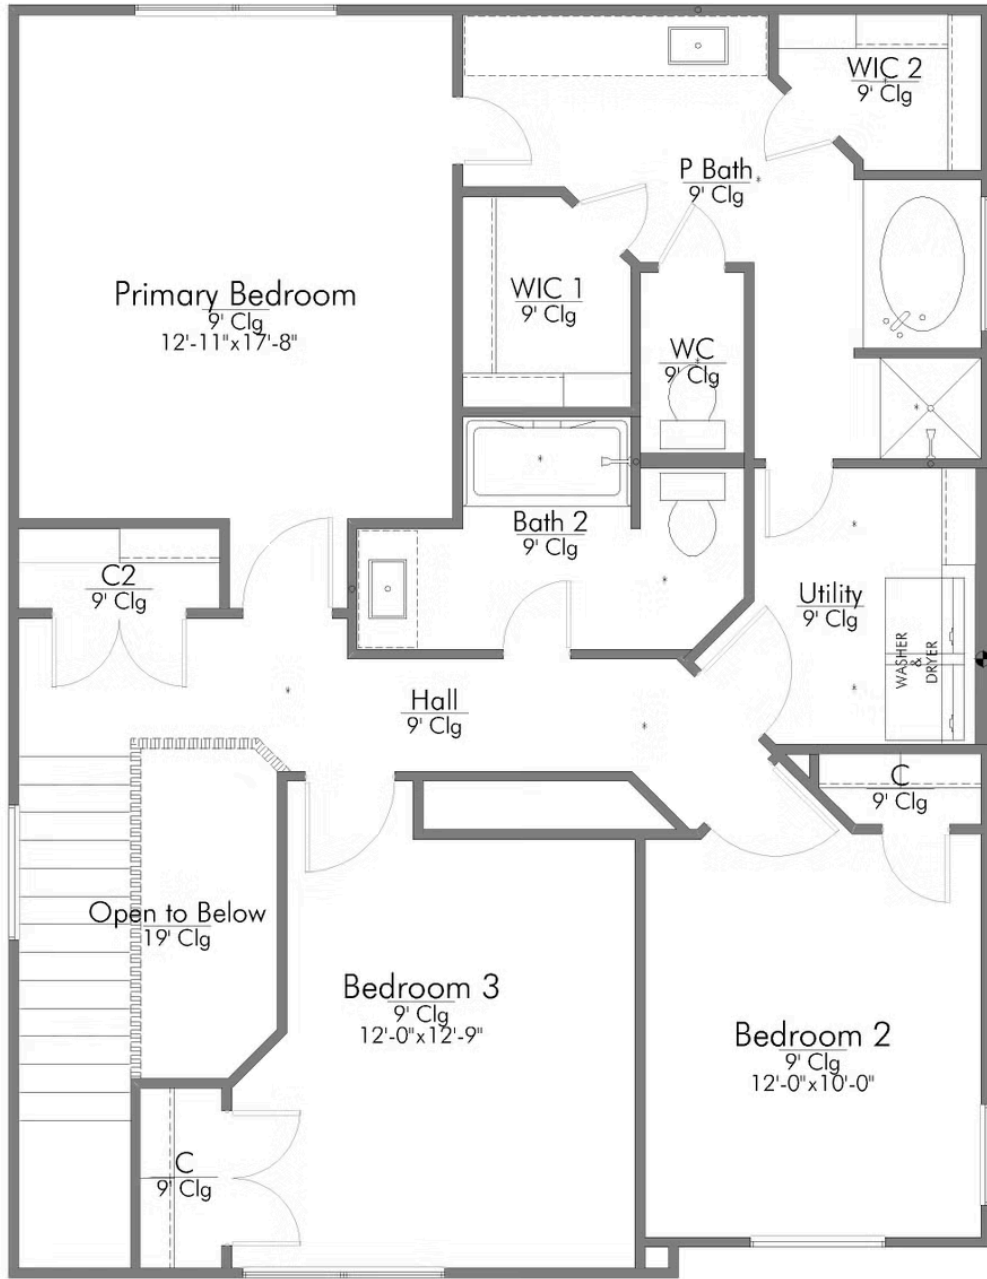 WIC 2
9' Clg
P Bath
9' Clg
Primary Bedroom
9' Clg
12'-11"x17'-8"
WIC 1
9' Clg
WC
9' Clg
Bath 2
9' Clg
C2
9' Clg
Utility
9' Clg
WASHER
&
DRYER
Hall
9' Clg
C
9' Clg
Open to Below
19' Clg
Bedroom 3
9' Clg
12'-0"x12'-9"
Bedroom 2
9' Clg
12'-0"x10'-0"
C
9' Clg